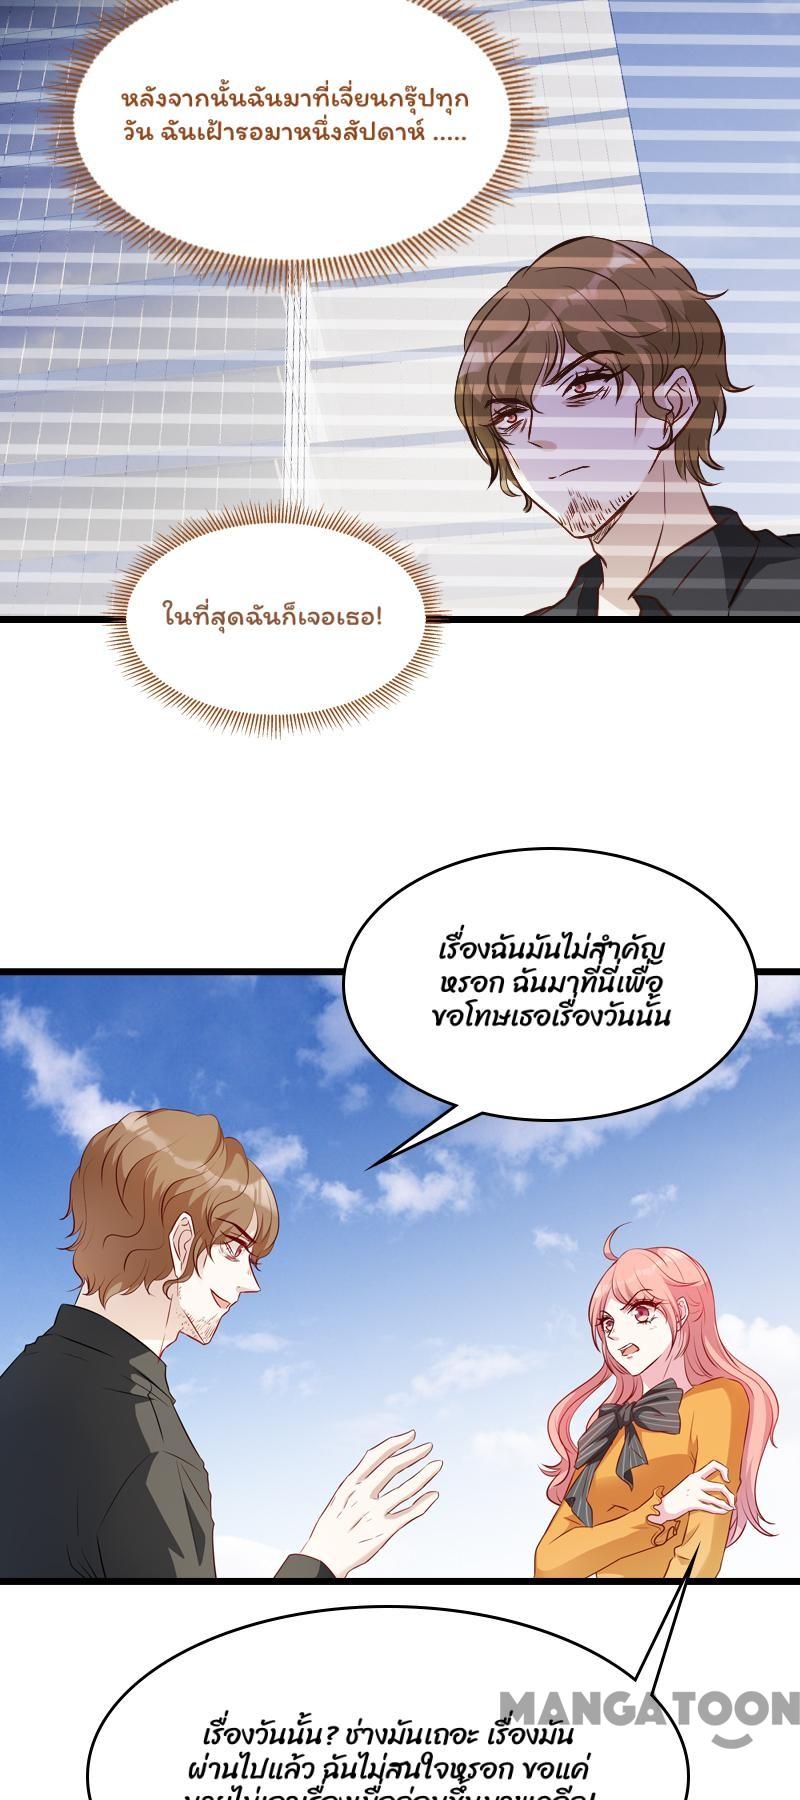 หลังจากนั้นฉันมาที่เจี่ยนกรุ๊ปทุก
วัน ฉันเฝ้ารอมาหนึ่งสัปดาห์ .....
ในที่สุดฉันก็เจอเธอ!
เรื่องฉันมันไม่สำคัญ
หรอก ฉันมาที่นี่เพื่อ
ขอโทษเธอเรื่องวันนั้น
MANGATOON
เรื่องวันนั้น? ช่างมันเถอะ เรื่องมัน
ผ่านไปแล้ว ฉันไม่สนใจหรอก ขอแค่